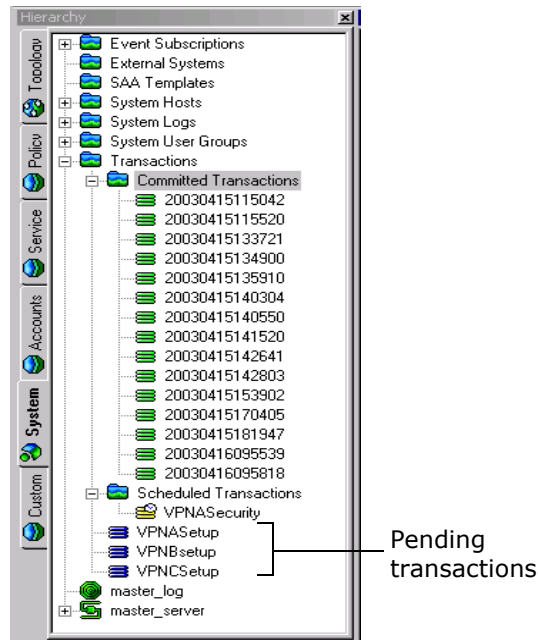 Hierarchy
Topology
Policy
Service
Accounts
System
Custom
Event Subscriptions
External Systems
SAA Templates
System Hosts
System Logs
System User Groups
Transactions
Committed Transactions
20030415115042
20030415115520
20030415133721
20030415134900
20030415135910
20030415140304
20030415140550
20030415141520
20030415142641
20030415142803
20030415153902
20030415170405
20030415181947
20030416095539
20030416095818
Scheduled Transactions
VPNASecurity
VPNASetup
VPNBsetup
VPNCSetup
master_log
master_server
Pending
transactions